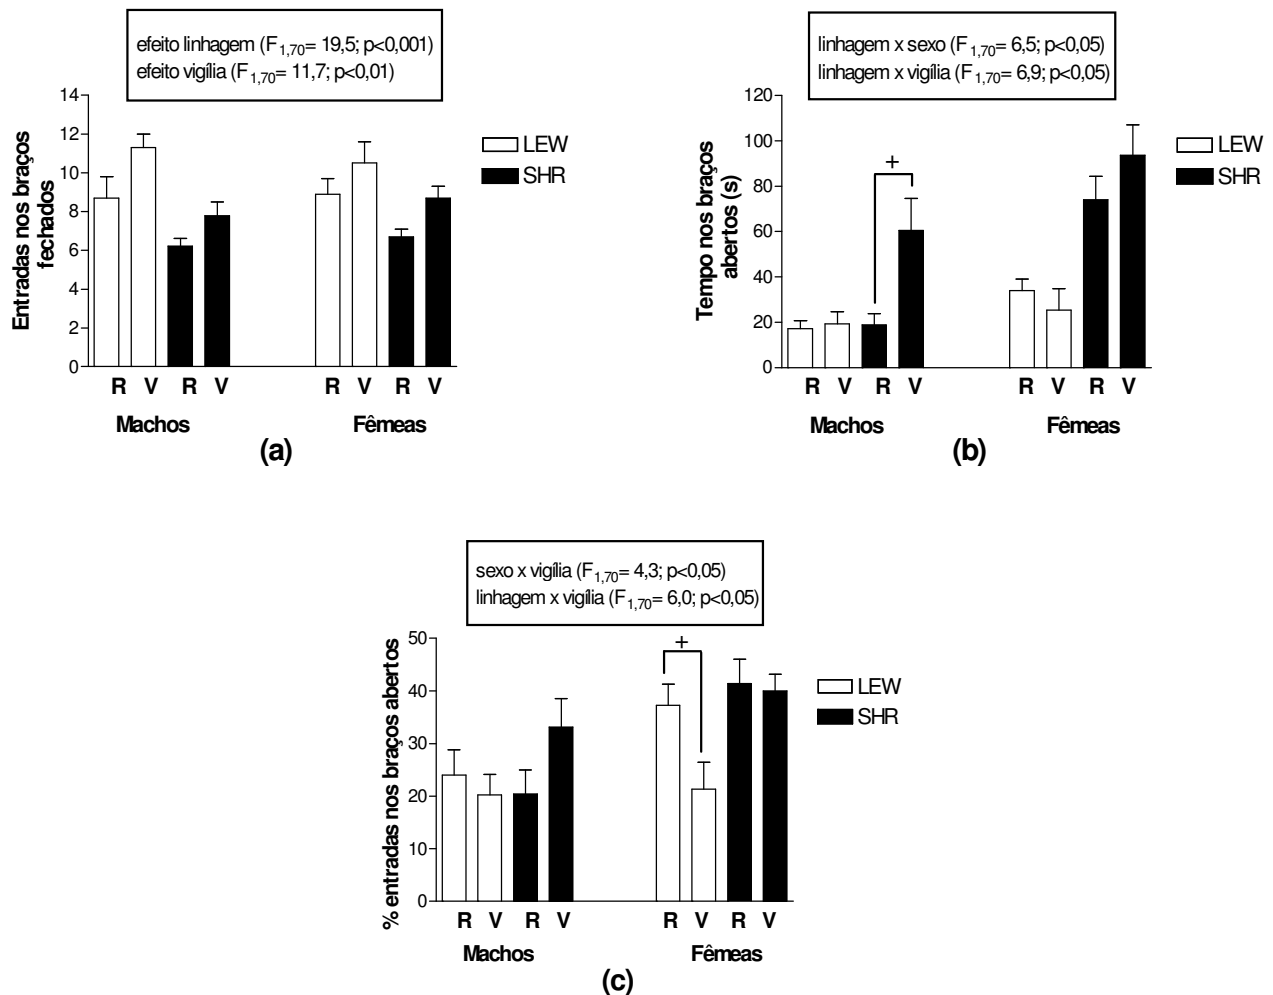 efeito linhagem (F1,70= 19,5; p<0,001)
efeito vigília (F1,70= 11,7; p<0,01)
Entradas nos braços
fechados
14
12
10
8
6
4
2
0
R V R V R V R V
Machos Fêmeas
LEW
SHR
(a)
linhagem x sexo (F1,70= 6,5; p<0,05)
linhagem x vigília (F1,70= 6,9; p<0,05)
Tempo nos braços
abertos (s)
120
100
80
60
40
20
0
+
R V R V R V R V
Machos Fêmeas
LEW
SHR
(b)
sexo x vigília (F1,70= 4,3; p<0,05)
linhagem x vigília (F1,70= 6,0; p<0,05)
% entradas nos braços abertos
50
40
30
20
10
0
+
R V R V R V R V
Machos Fêmeas
LEW
SHR
(c)